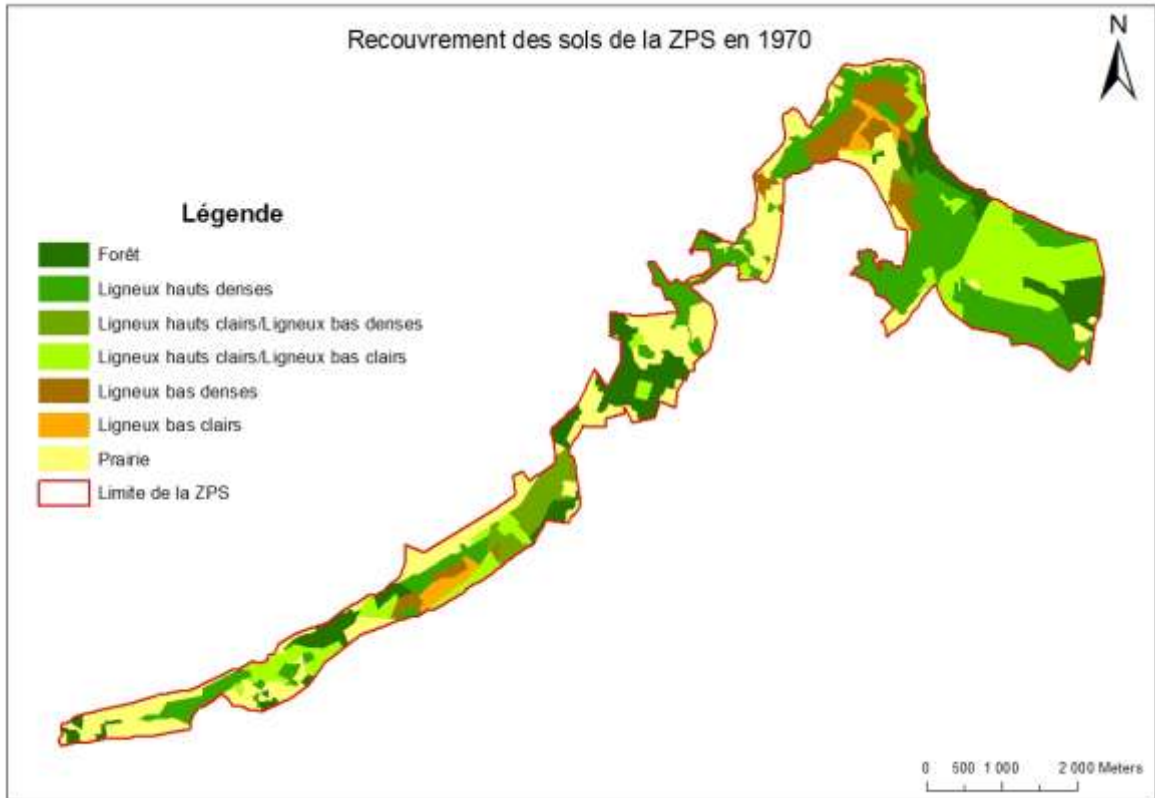 Recouvrement des sols de la ZPS en 1970
N
Légende
Forêt
Ligneux hauts denses
Ligneux hauts clairs/Ligneux bas denses
Ligneux hauts clairs/Ligneux bas clairs
Ligneux bas denses
Ligneux bas clairs
Prairie
Limite de la ZPS
0 500 1 000 2 000 Meters